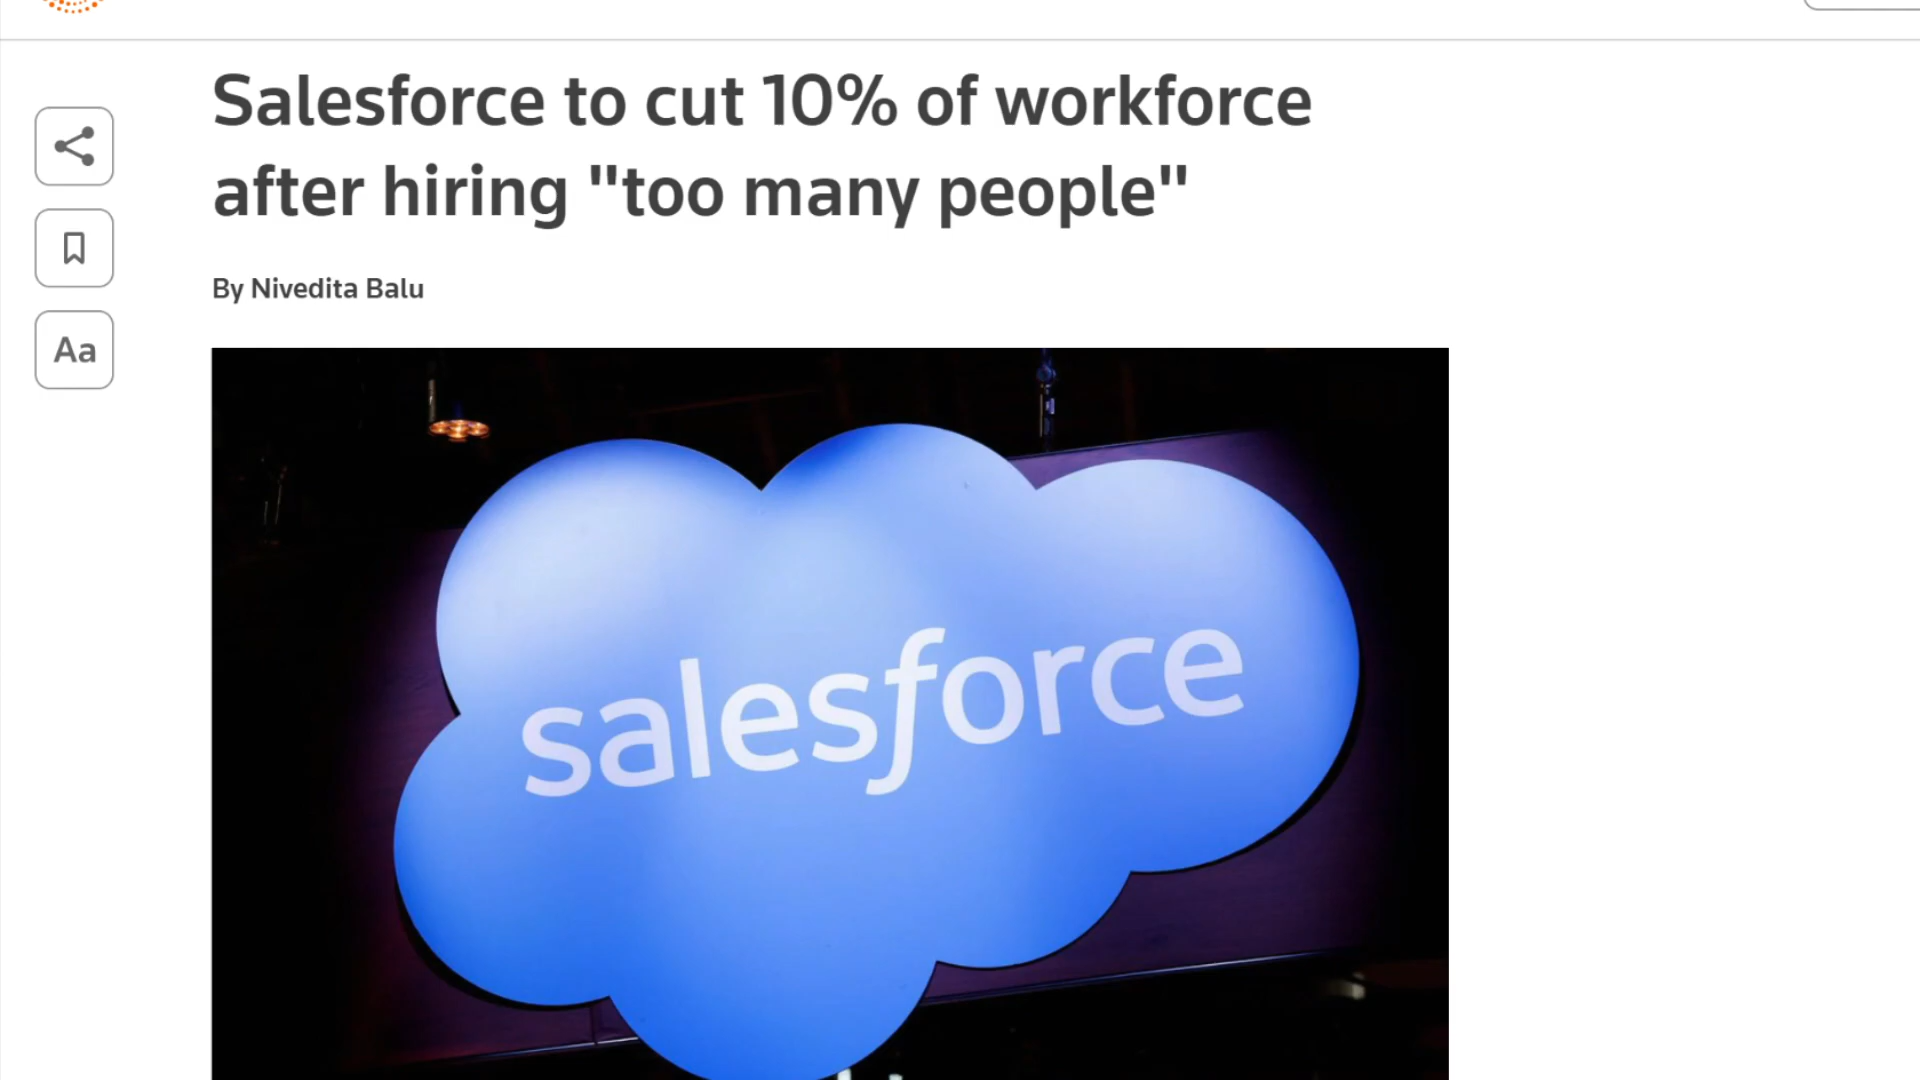 Salesforce to cut 10% of workforce
after hiring "too many people"
By Nivedita Balu
Aa
salesforce